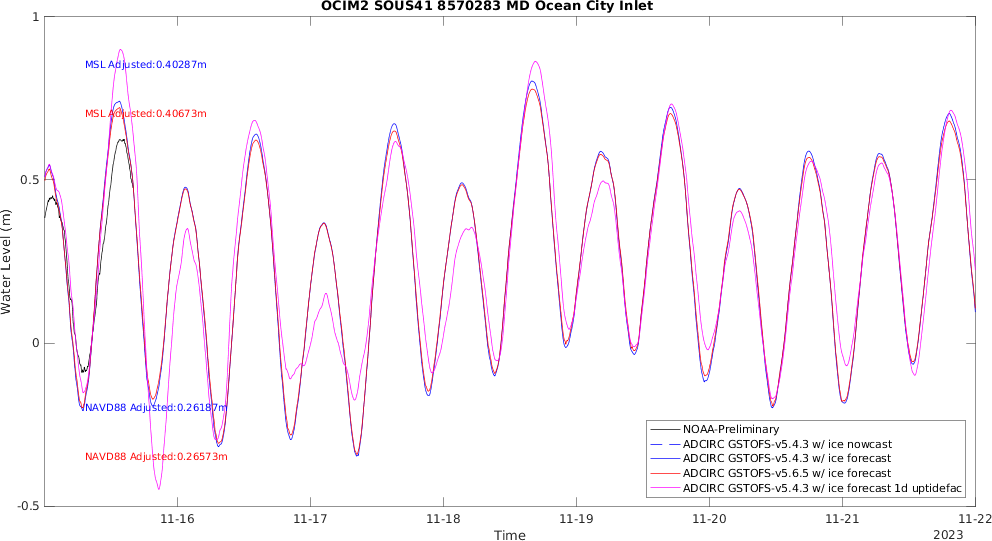 OCIM2 SOUS41 8570283 MD Ocean City Inlet
1
MSL Adjusted:0.40287m
MSL Adjusted:0.40673m
0.5
Water Level (m)
0
NAVD88 Adjusted:0.26187m
NAVD88 Adjusted:0.26573m
-0.5
NOAA-Preliminary
ADCIRC GSTOFS-v5.4.3 w/ ice nowcast
ADCIRC GSTOFS-v5.4.3 w/ ice forecast
ADCIRC GSTOFS-v5.6.5 w/ ice forecast
ADCIRC GSTOFS-v5.4.3 w/ ice forecast 1d uptidefac
11-16 11-17 11-18 11-19 11-20 11-21 11-22
Time
2023